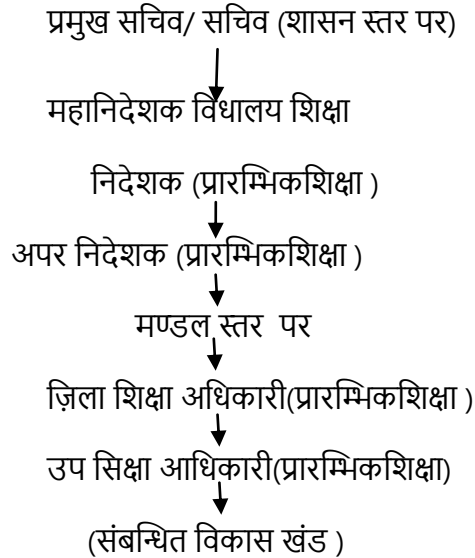 प्रमुख सचिव/ सचिव (शासन स्तर पर)
महानिदेशक विधालय शिक्षा
निदेशक (प्रारम्भिकशिक्षा )
अपर निदेशक (प्रारम्भिकशिक्षा )
मण्डल स्तर पर
ज़िला शिक्षा अधिकारी(प्रारम्भिकशिक्षा )
उप सिक्षा आधिकारी(प्रारम्भिकशिक्षा)
(संबन्धित विकास खंड )